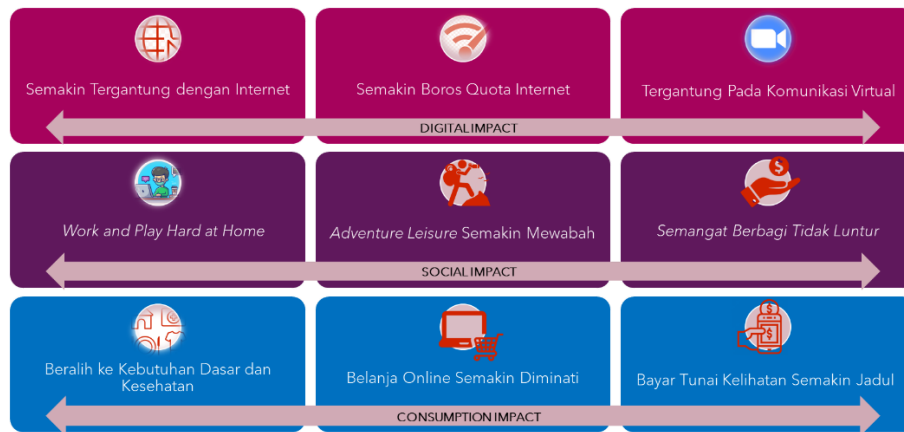 Semakin Tergantung dengan Internet
Semakin Boros Quota Internet
Tergantung Pada Komunikasi Virtual
DIGITAL IMPACT
Work and Play Hard at Home
Adventure Leisure Semakin Mewabah
Semangat Berbagi Tidak Luntur
SOCIAL IMPACT
Beralih ke Kebutuhan Dasar dan
Kesehatan
Belanja Online Semakin Diminati
Bayar Tunai Kelihatan Semakin Jadul
CONSUMPTION IMPACT